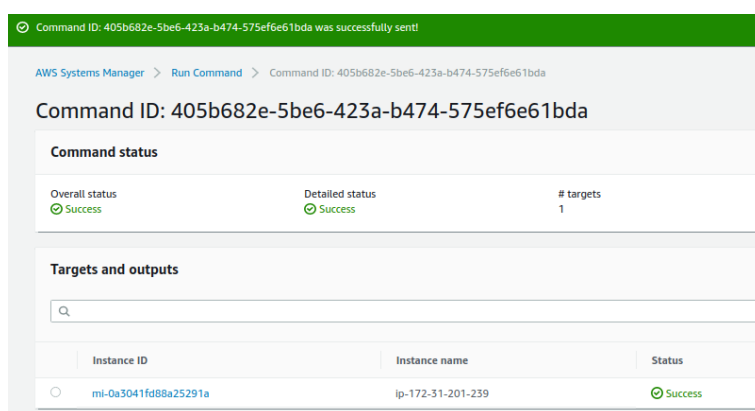 Command ID: 405b682e-5be6-423a-b474-575ef6e61bda was successfully sent!
AWS Systems Manager > Run Command > Command ID: 405b682e-5be6-423a-b474-575ef6e61bda
Command ID: 405b682e-5be6-423a-b474-575ef6e61bda
Command status
Overall status Detailed status # targets
Success Success 1
Targets and outputs
Instance ID Instance name Status
mi-0a3041fd88a25291a ip-172-31-201-239 Success